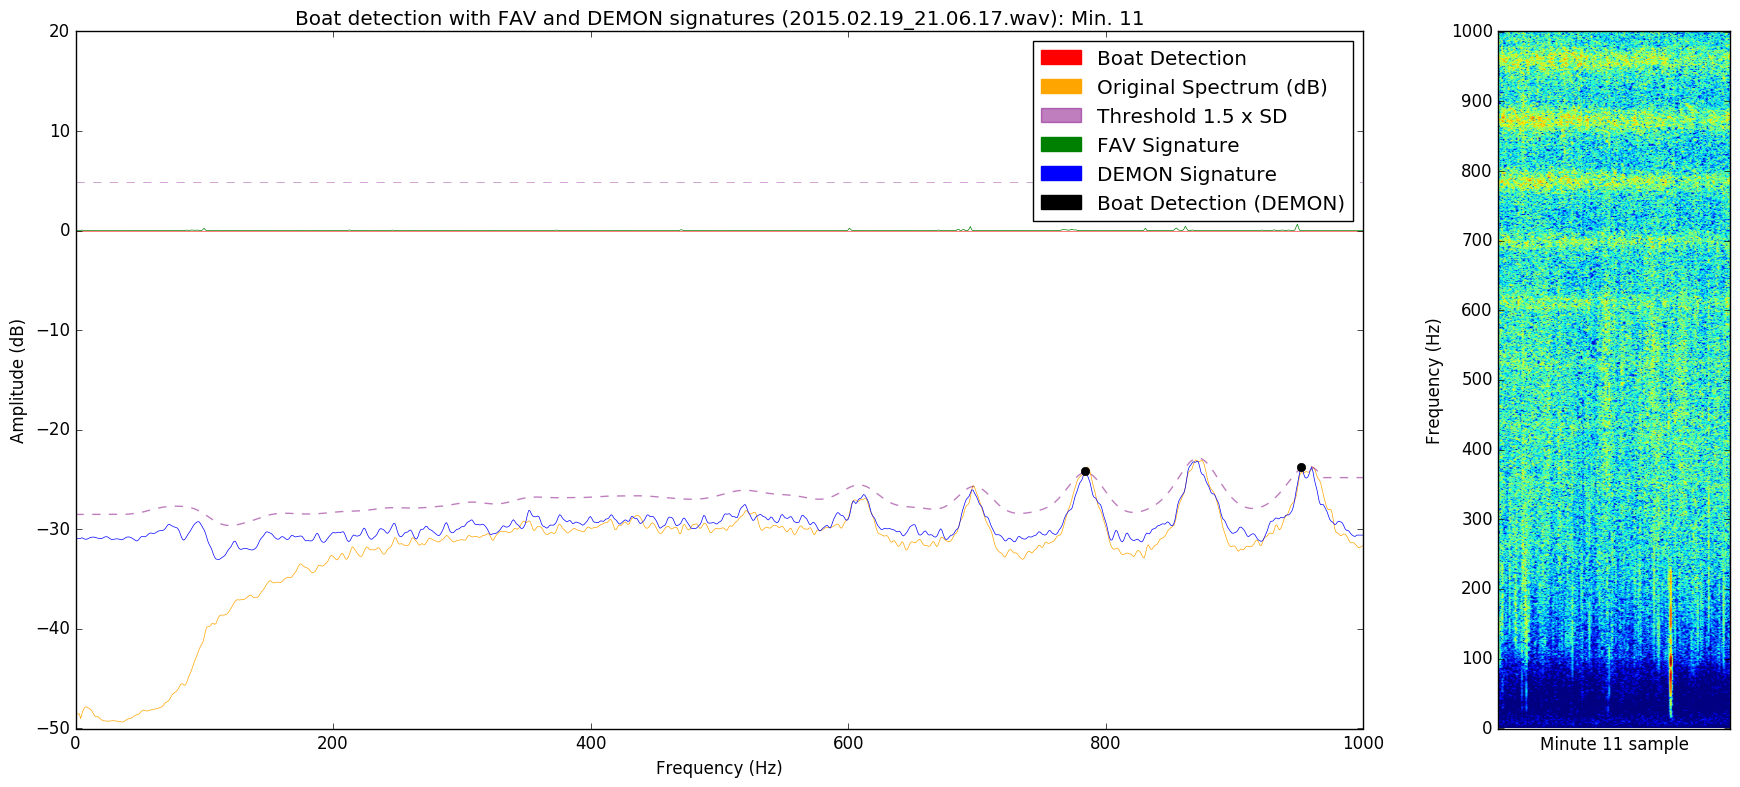 Boat detection with FAV and DEMON signatures (2015.02.19_21.06.17.wav): Min. 11
20
10
0
−10
−20
−30
−40
−50
Amplitude (dB)
Boat Detection
Original Spectrum (dB)
Threshold 1.5 x SD
FAV Signature
DEMON Signature
Boat Detection (DEMON)
0 200 400 600 800 1000
Frequency (Hz)
1000
900
800
700
600
500
400
300
200
100
0
Frequency (Hz)
Minute 11 sample